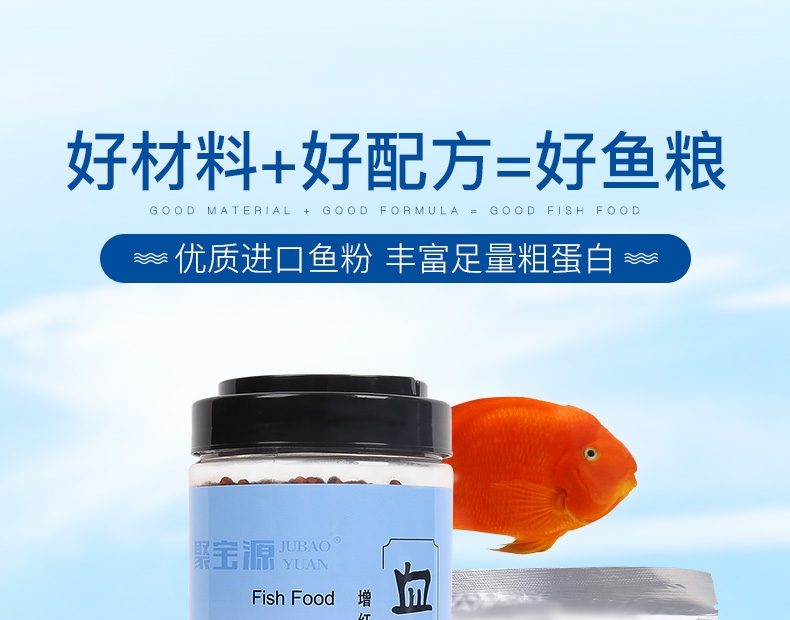 好材料+好配方=好鱼粮
GOOD MATERIAL + GOOD FORMULA = GOOD FISH FOOD
优质进口鱼粉 丰富足量粗蛋白
聚宝源 JUBAO YUAN®
Fish Food
血
增红